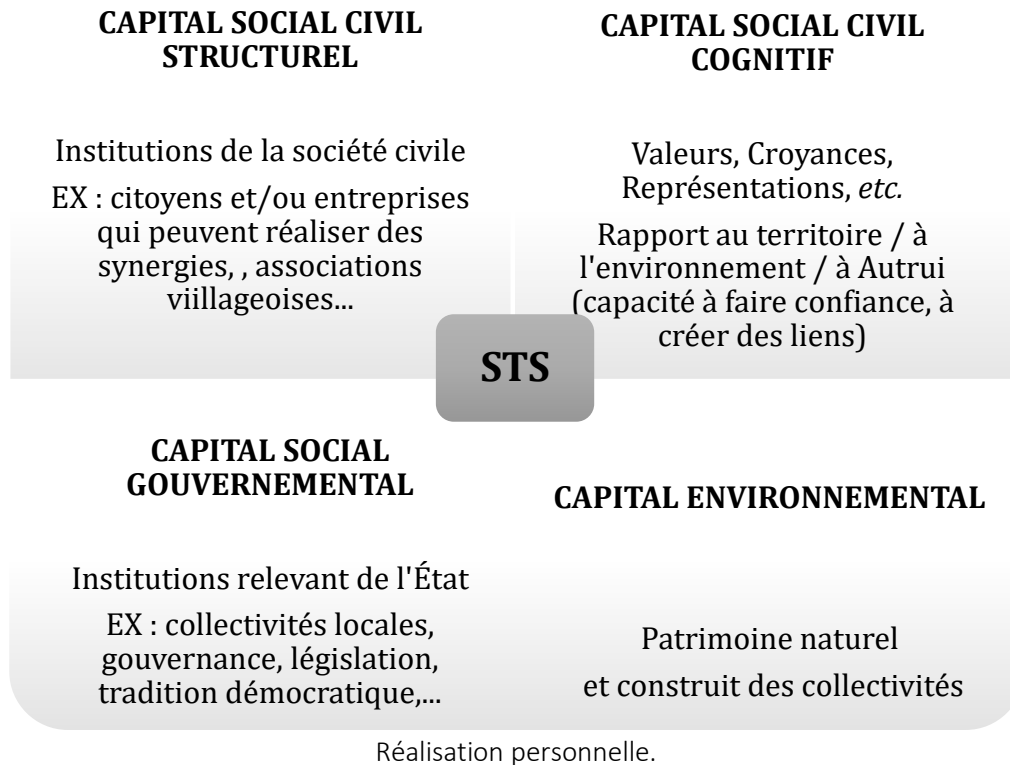 CAPITAL SOCIAL CIVIL
STRUCTUREL
Institutions de la société civile
EX : citoyens et/ou entreprises
qui peuvent réaliser des
synergies, , associations
viillageoises...
CAPITAL SOCIAL CIVIL
COGNITIF
Valeurs, Croyances,
Représentations, etc.
Rapport au territoire / à
l'environnement / à Autrui
(capacité à faire confiance, à
créer des liens)
STS
CAPITAL SOCIAL
GOUVERNEMENTAL
Institutions relevant de l'État
EX : collectivités locales,
gouvernance, législation,
tradition démocratique,...
CAPITAL ENVIRONNEMENTAL
Patrimoine naturel
et construit des collectivités
Réalisation personnelle.